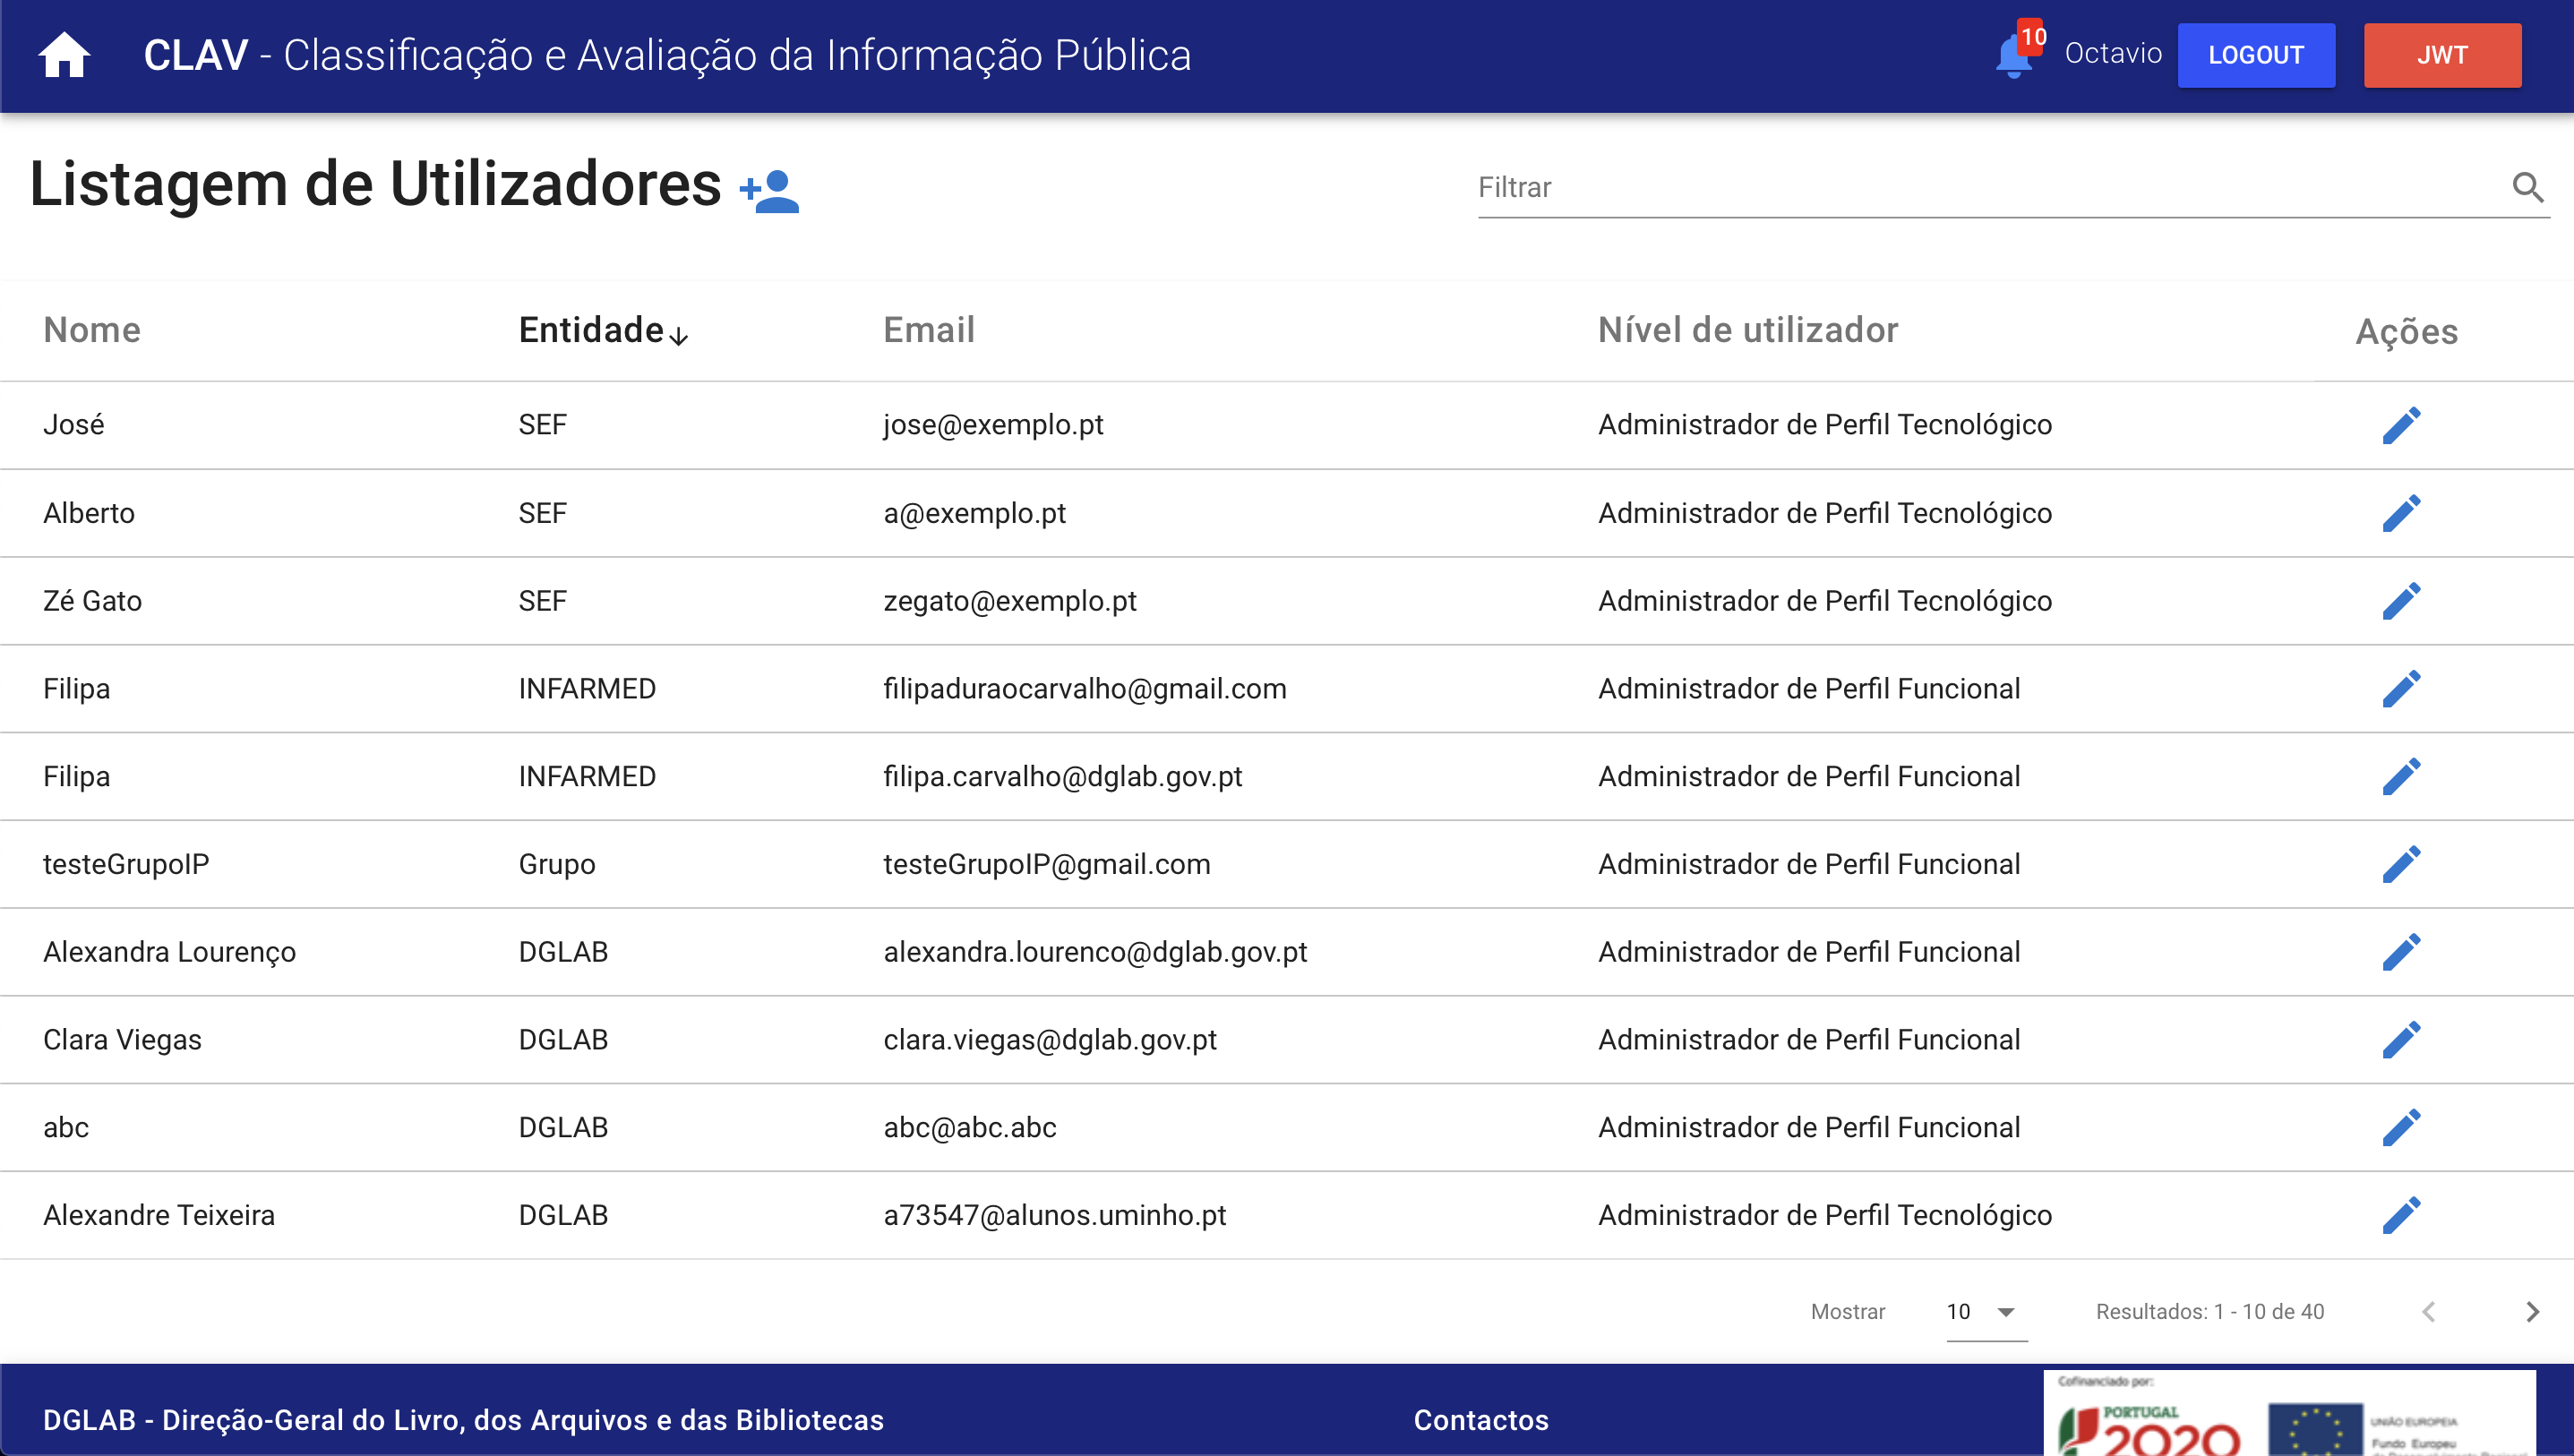 CLAV - Classificação e Avaliação da Informação Pública
10
Octavio
LOGOUT
JWT
Listagem de Utilizadores
Filtrar
Nome Entidade Email Nível de utilizador Ações
José SEF jose@exemplo.pt Administrador de Perfil Tecnológico
Alberto SEF a@exemplo.pt Administrador de Perfil Tecnológico
Zé Gato SEF zegato@exemplo.pt Administrador de Perfil Tecnológico
Filipa INFARMED filipaduraocarvalho@gmail.com Administrador de Perfil Funcional
Filipa INFARMED filipa.carvalho@dglab.gov.pt Administrador de Perfil Funcional
testeGrupoIP Grupo testeGrupoIP@gmail.com Administrador de Perfil Funcional
Alexandra Lourenço DGLAB alexandra.lourenco@dglab.gov.pt Administrador de Perfil Funcional
Clara Viegas DGLAB clara.viegas@dglab.gov.pt Administrador de Perfil Funcional
abc DGLAB abc@abc.abc Administrador de Perfil Funcional
Alexandre Teixeira DGLAB a73547@alunos.uminho.pt Administrador de Perfil Tecnológico
Mostrar 10 Resultados: 1 - 10 de 40
DGLAB - Direção-Geral do Livro, dos Arquivos e das Bibliotecas
Contactos
Cofinanciado por:
PORTUGAL
2020
UNIÃO EUROPEIA
Fundo Europeu